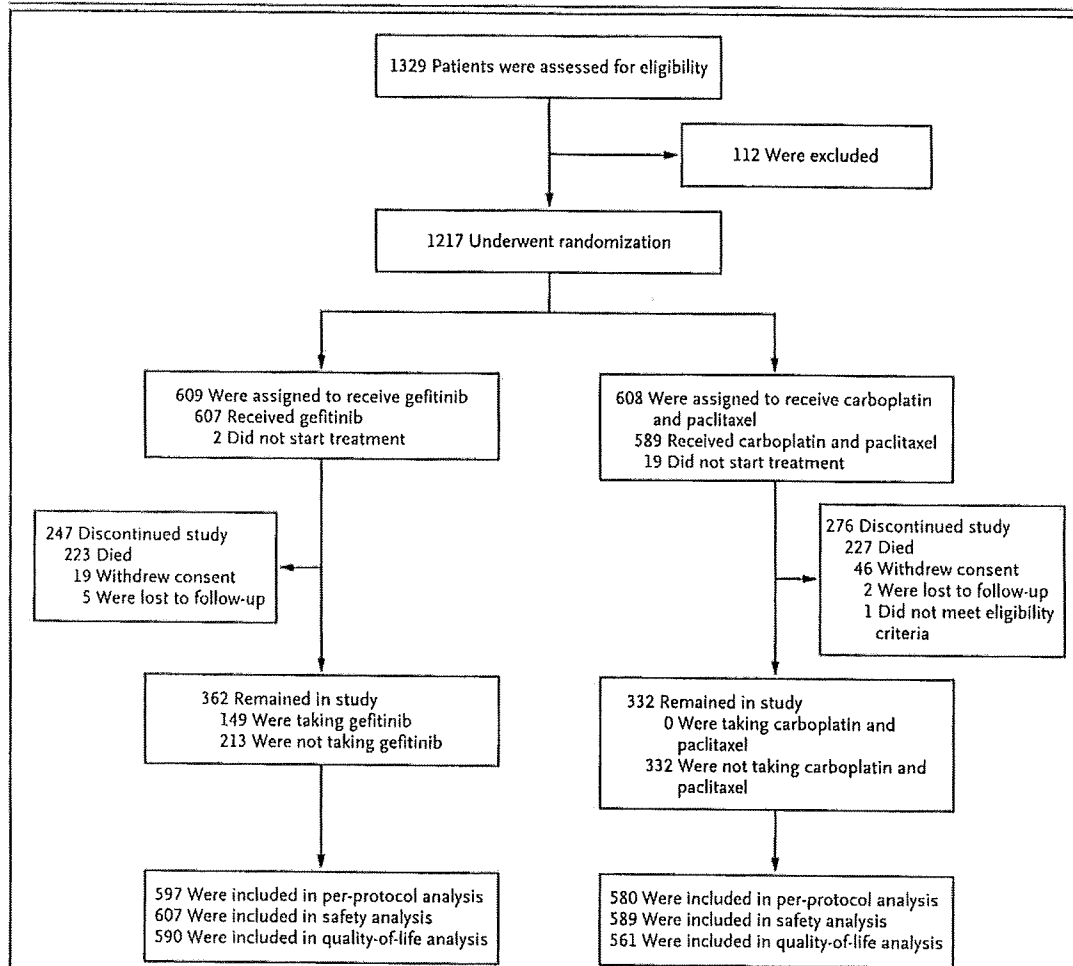 1329 Patients were assessed for eligibility
112 Were excluded
1217 Underwent randomization
609 Were assigned to receive gefitinib
607 Received gefitinib
2 Did not start treatment
608 Were assigned to receive carboplatin
and paclitaxel
589 Received carboplatin and paclitaxel
19 Did not start treatment
247 Discontinued study
223 Died
19 Withdrew consent
5 Were lost to follow-up
276 Discontinued study
227 Died
46 Withdrew consent
2 Were lost to follow-up
1 Did not meet eligibility
criteria
362 Remained in study
149 Were taking gefitinib
213 Were not taking gefitinib
332 Remained in study
0 Were taking carboplatin and
paclitaxel
332 Were not taking carboplatin and
paclitaxel
597 Were included in per-protocol analysis
607 Were included in safety analysis
590 Were included in quality-of-life analysis
580 Were included in per-protocol analysis
589 Were included in safety analysis
561 Were included in quality-of-life analysis